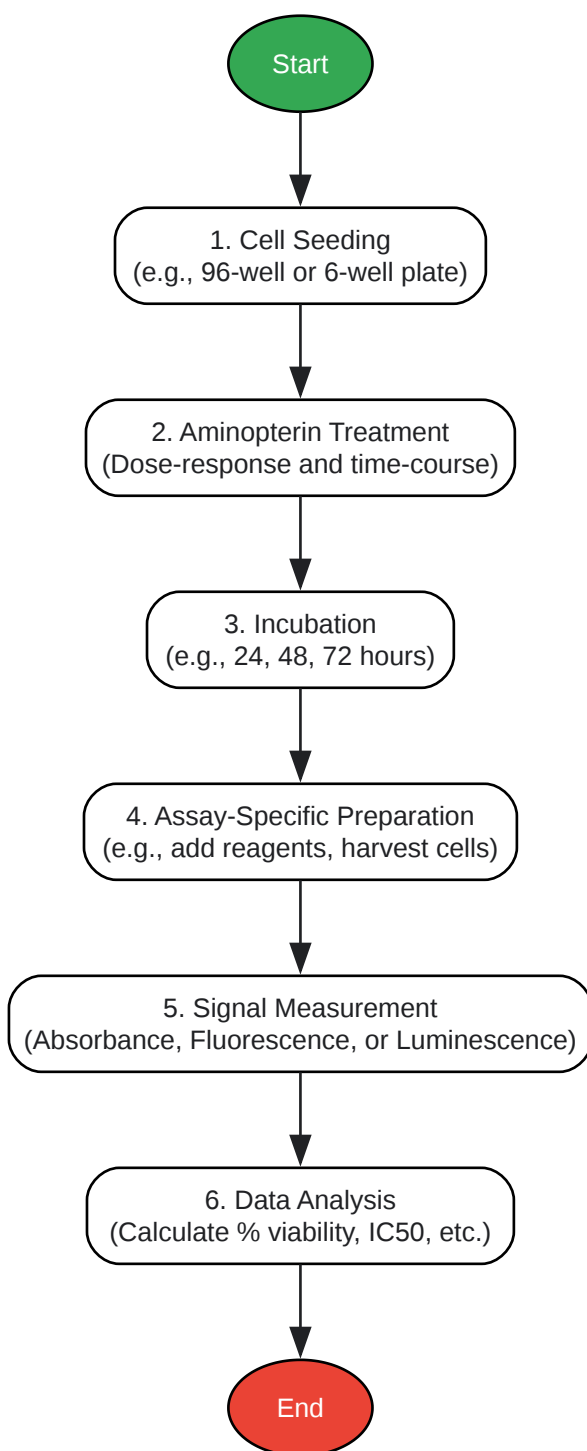 Start
1. Cell Seeding
(e.g., 96-well or 6-well plate)
2. Aminopterin Treatment
(Dose-response and time-course)
3. Incubation
(e.g., 24, 48, 72 hours)
4. Assay-Specific Preparation
(e.g., add reagents, harvest cells)
5. Signal Measurement
(Absorbance, Fluorescence, or Luminescence)
6. Data Analysis
(Calculate % viability, IC50, etc.)
End